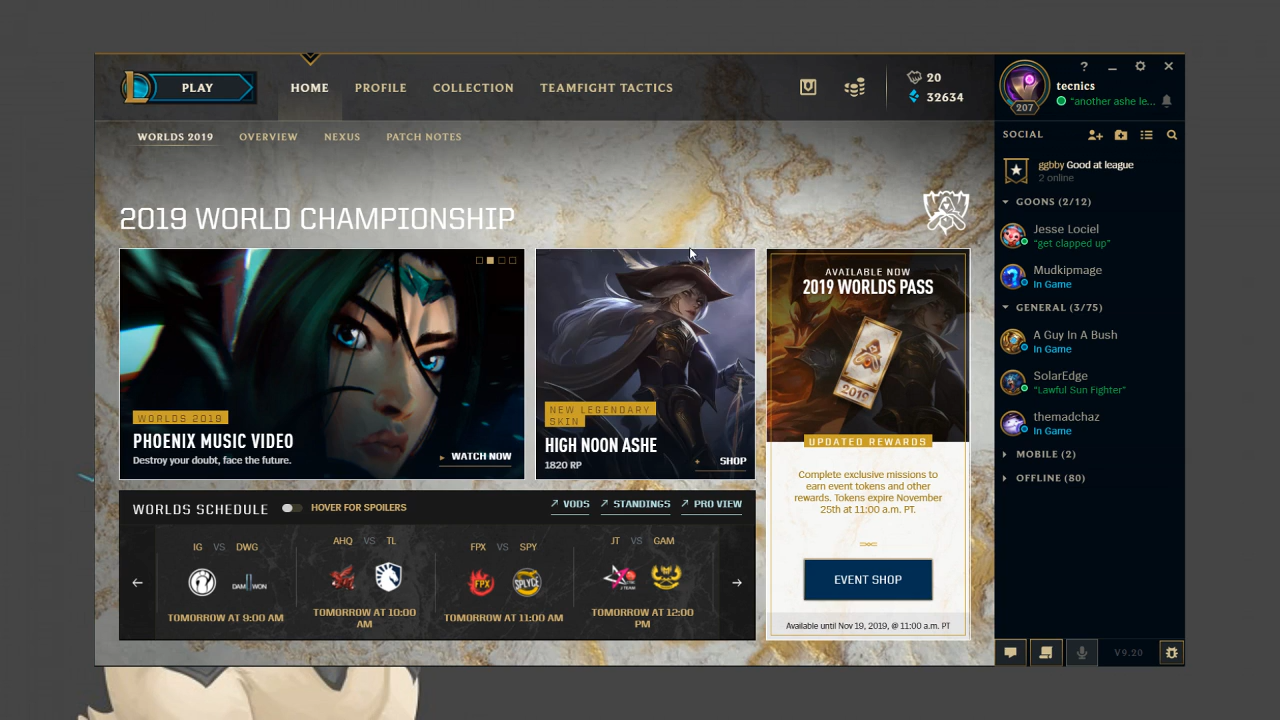 PLAY
HOME
PROFILE
COLLECTION
TEAMFIGHT TACTICS
20
32634
WORLDS 2019
OVERVIEW
NEXUS
PATCH NOTES
2019 WORLD CHAMPIONSHIP
WORLDS 2019
PHOENIX MUSIC VIDEO
Destroy your doubt, face the future.
WATCH NOW
NEW LEGENDARY
SKIN
HIGH NOON ASHE
1820 RP
SHOP
AVAILABLE NOW
2019 WORLDS PASS
2019
UPDATED REWARDS
Complete exclusive missions to
earn event tokens and other
rewards. Tokens expire November
25th at 11:00 a.m. PT.
EVENT SHOP
Available until Nov 19, 2019, @ 11:00 a.m. PT
WORLDS SCHEDULE
HOVER FOR SPOILERS
VODS
STANDINGS
PRO VIEW
IG VS DWG
DAMWON
TOMORROW AT 9:00 AM
AHQ VS TL
TOMORROW AT 10:00
AM
FPX VS SPY
FPX
SPLYCE
TOMORROW AT 11:00 AM
JT VS GAM
J TEAM
TOMORROW AT 12:00
PM
207
?
tecnics
"another ashe le...
SOCIAL
ggbby Good at league
2 online
GOONS (2/12)
Jesse Lociel
"get clapped up"
Mudkipmage
In Game
GENERAL (3/75)
A Guy In A Bush
In Game
SolarEdge
"Lawful Sun Fighter"
themadchaz
In Game
MOBILE (2)
OFFLINE (80)
V9.20